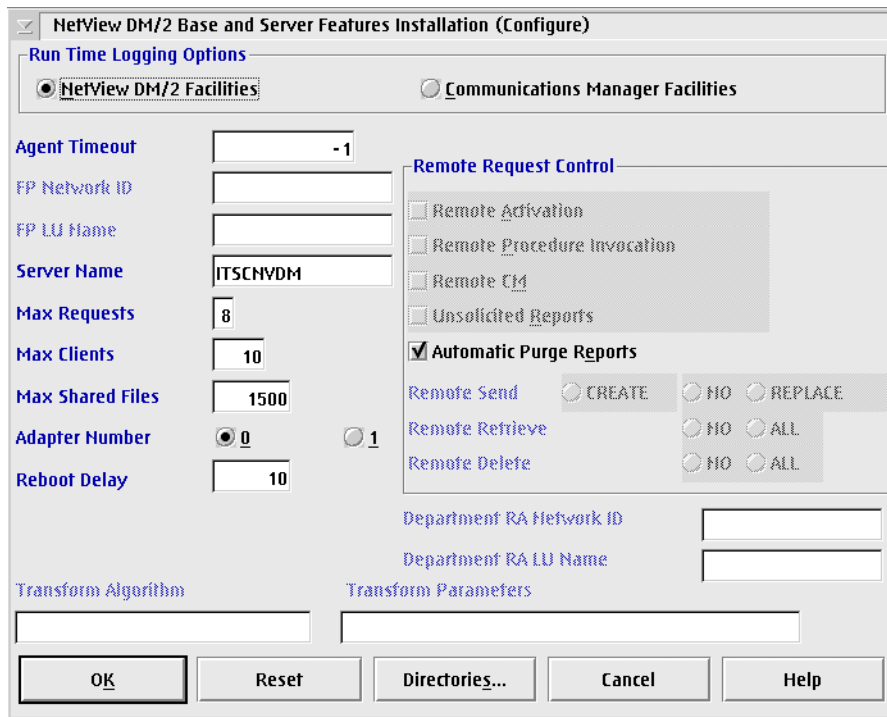 NetView DM/2 Base and Server Features Installation (Configure)
Run Time Logging Options
NetView DM/2 Facilities
Communications Manager Facilities
Agent Timeout -1
FP Network ID
FP LU Name
Server Name ITSCNVDM
Max Requests 8
Max Clients 10
Max Shared Files 1500
Adapter Number 0 1
Reboot Delay 10
Remote Request Control
Remote Activation
Remote Procedure Invocation
Remote CM
Unsolicited Reports
Automatic Purge Reports
Remote Send CREATE NO REPLACE
Remote Retrieve NO ALL
Remote Delete NO ALL
Department RA Network ID
Department RA LU Name
Transform Algorithm
Transform Parameters
OK Reset Directories... Cancel Help